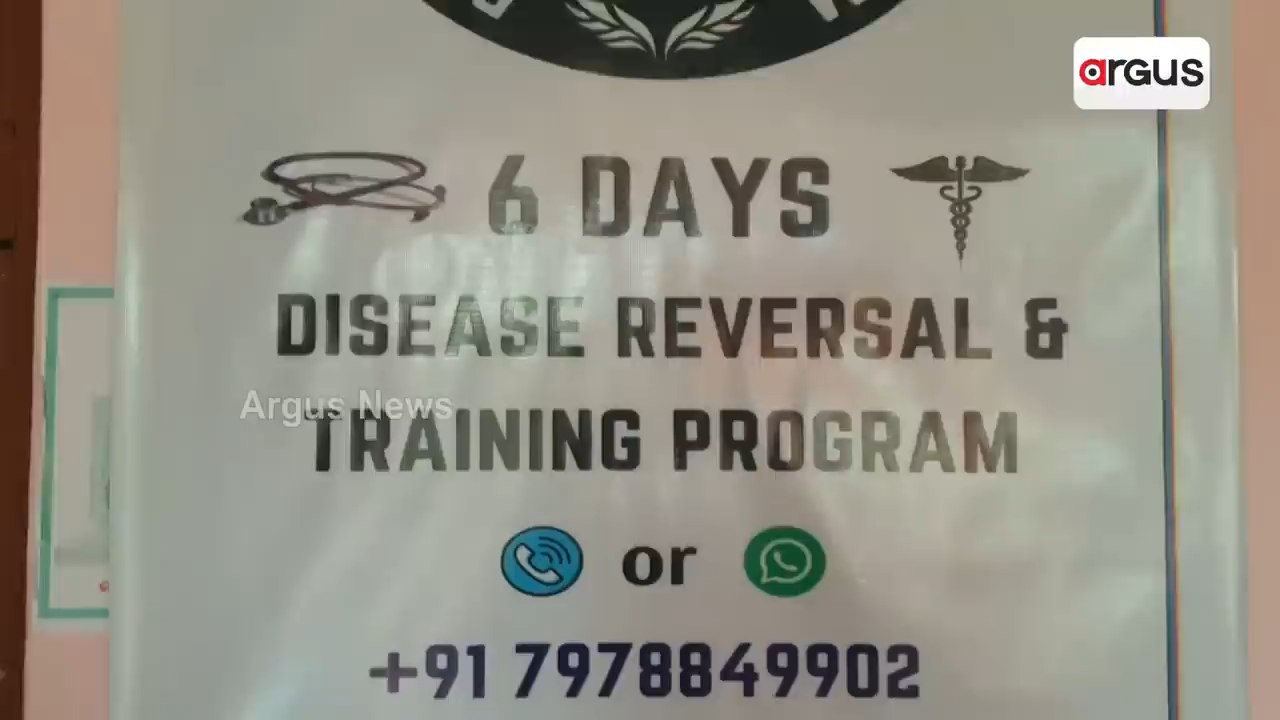 argus
6 DAYS
DISEASE REVERSAL &
Argus News
TRAINING PROGRAM
or
+91 7978849902